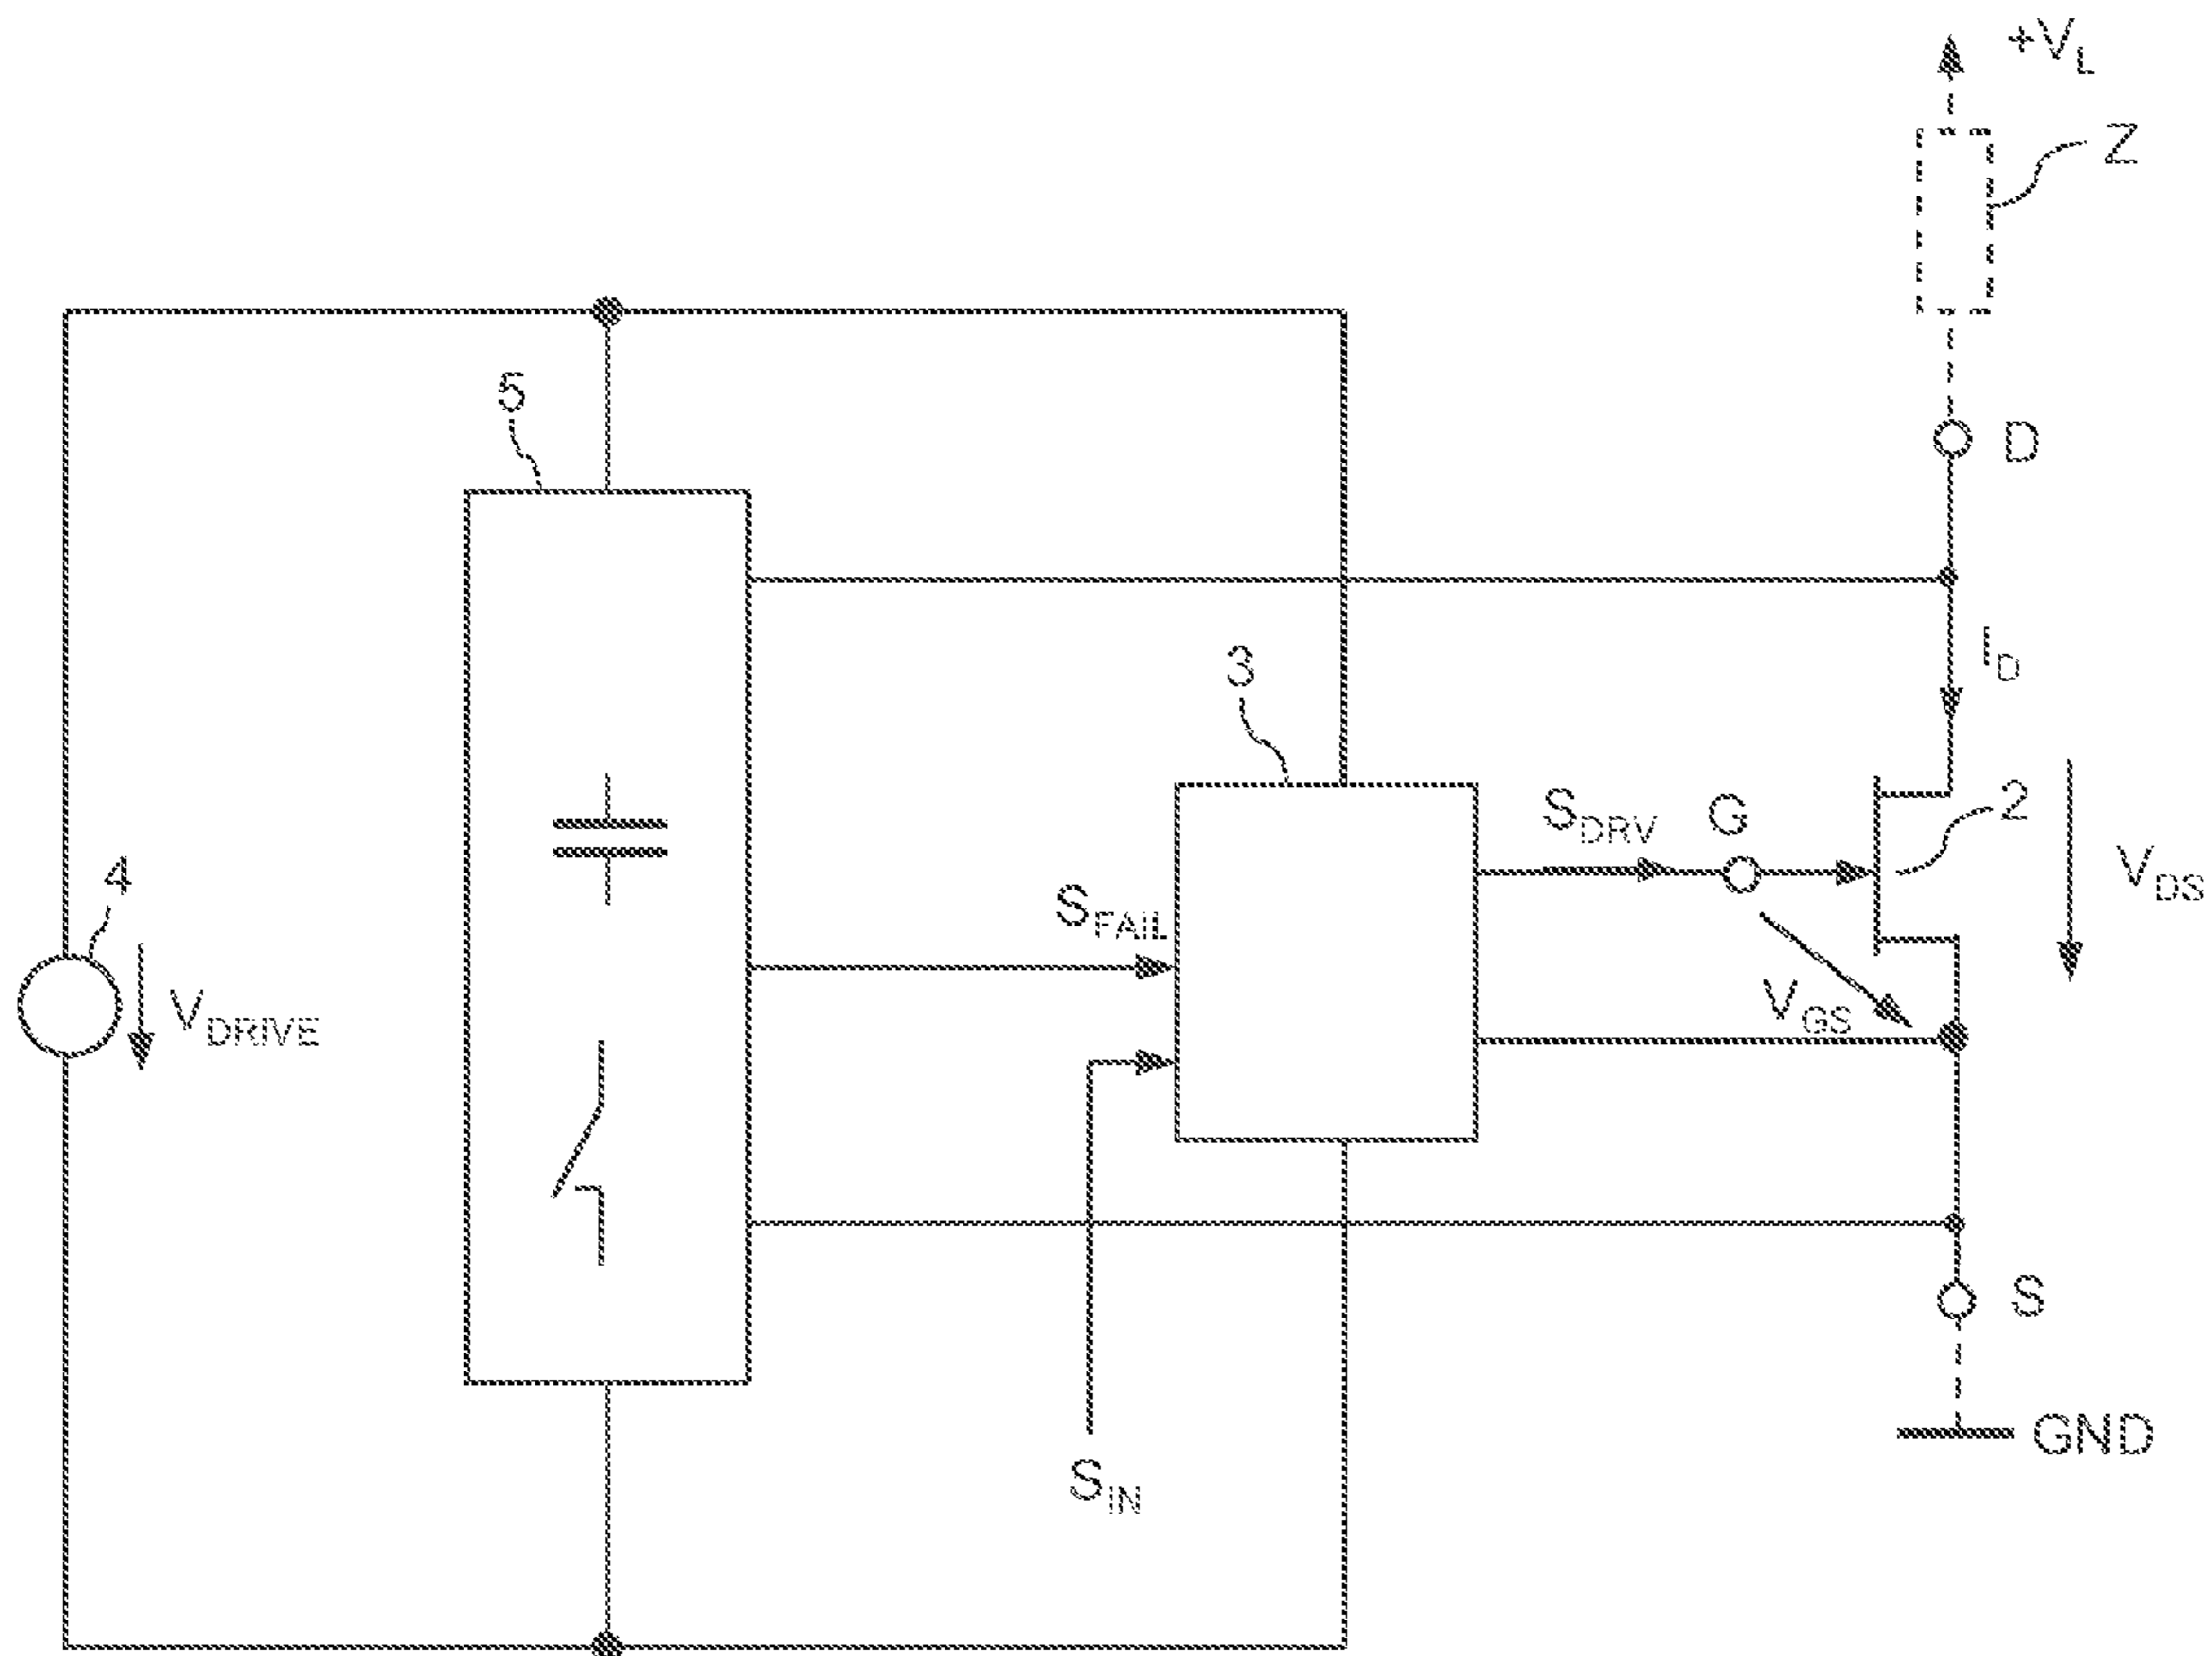 +V_L
Z
5
D
I_D
3
S_DRV
G
2
V_DS
4
S_FAIL
V_DRIVE
V_GS
S
GND
S_IN